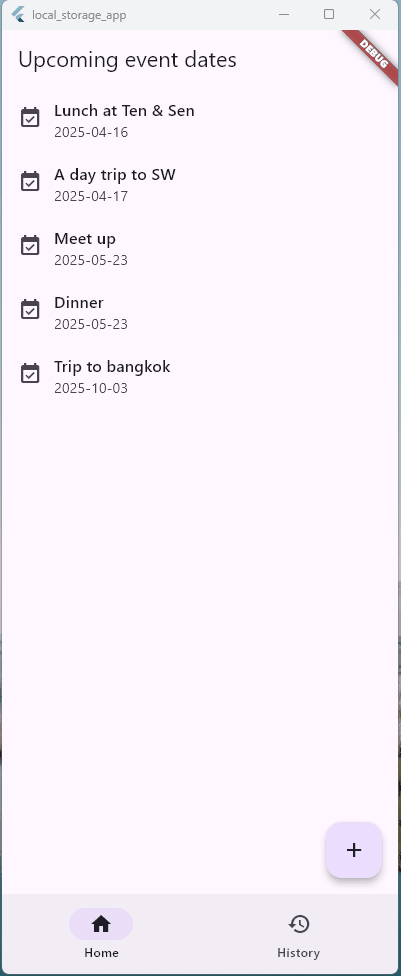 local_storage_app
DEBUG
Upcoming event dates
Lunch at Ten & Sen
2025-04-16
A day trip to SW
2025-04-17
Meet up
2025-05-23
Dinner
2025-05-23
Trip to bangkok
2025-10-03
Home
History